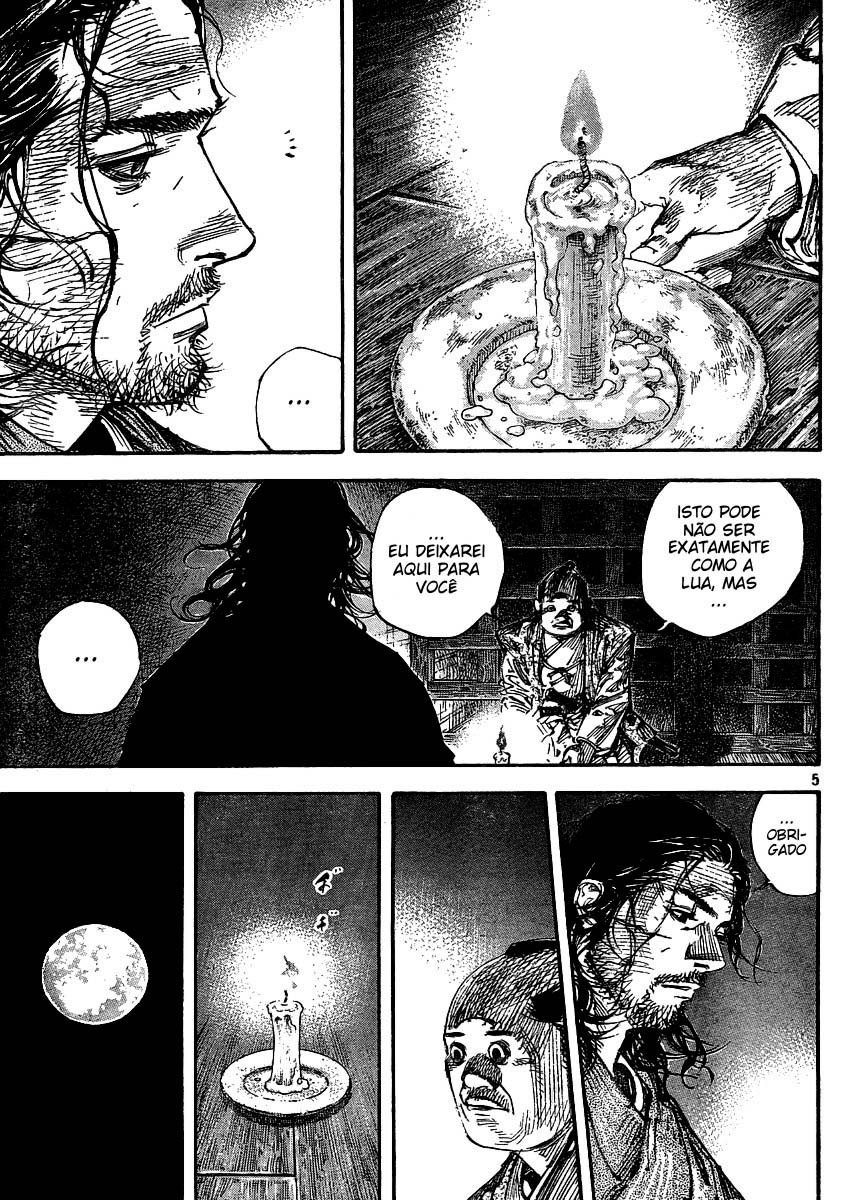 ...
ISTO PODE
NÃO SER
EXATAMENTE
COMO A
LUA, MAS
...
...
EU DEIXAREI
AQUI PARA
VOCÊ
...
5
...
OBRI-
GADO